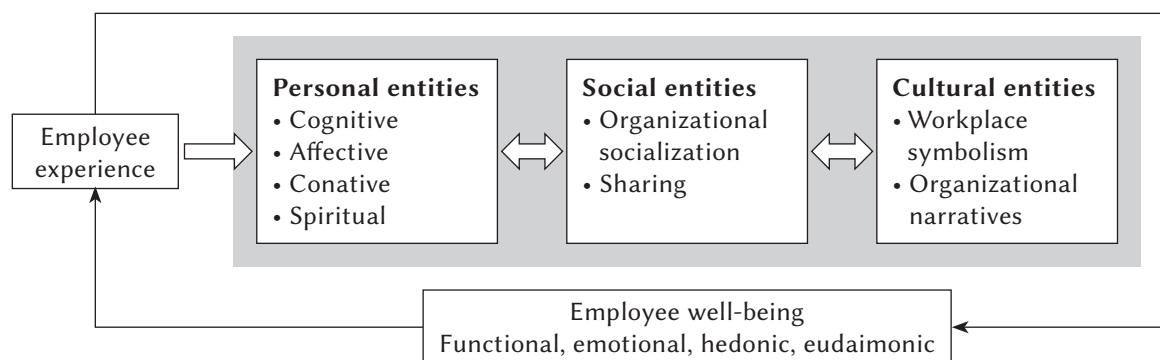 Employee
experience
Personal entities
• Cognitive
• Affective
• Conative
• Spiritual
Social entities
• Organizational
socialization
• Sharing
Cultural entities
• Workplace
symbolism
• Organizational
narratives
Employee well-being
Functional, emotional, hedonic, eudaimonic